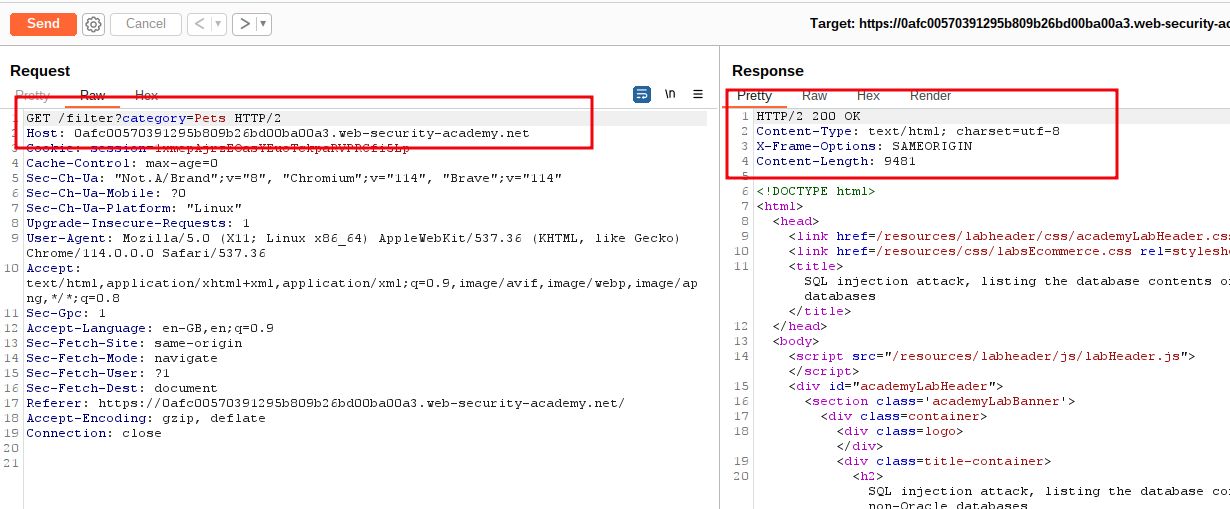 Send
Cancel
<
>
Target: https://0afc00570391295b809b26bd00ba00a3.web-security-
Request
Pretty
Raw
Hex
\n
1 GET /filter?category=Pets HTTP/2
2 Host: 0afc00570391295b809b26bd00ba00a3.web-security-academy.net
3 Cookie:
4 Cache-Control: max-age=0
5 Sec-Ch-Ua: "Not.A/Brand";v="8", "Chromium";v="114", "Brave";v="114"
6 Sec-Ch-Ua-Mobile: ?0
7 Sec-Ch-Ua-Platform: "Linux"
8 Upgrade-Insecure-Requests: 1
9 User-Agent: Mozilla/5.0 (X11; Linux x86_64) AppleWebKit/537.36 (KHTML, like Gecko)
Chrome/114.0.0.0 Safari/537.36
10 Accept:
text/html,application/xhtml+xml,application/xml;q=0.9,image/avif,image/webp,image/ap
ng,*/*;q=0.8
11 Sec-Gpc: 1
12 Accept-Language: en-GB,en;q=0.9
13 Sec-Fetch-Site: same-origin
14 Sec-Fetch-Mode: navigate
15 Sec-Fetch-User: ?1
16 Sec-Fetch-Dest: document
17 Referer: https://0afc00570391295b809b26bd00ba00a3.web-security-academy.net/
18 Accept-Encoding: gzip, deflate
19 Connection: close
20
21
Response
Pretty
Raw
Hex
Render
1 HTTP/2 200 OK
2 Content-Type: text/html; charset=utf-8
3 X-Frame-Options: SAMEORIGIN
4 Content-Length: 9481
5
6 <!DOCTYPE html>
7 <html>
8 <head>
9 <link href=/resources/labheader/css/academyLabHeader.css
10 <link href=/resources/css/labsEcommerce.css rel=
11 <title>
SQL injection attack, listing the database contents
databases
</title>
12 </head>
13 <body>
14 <script src="/resources/labheader/js/labHeader.js">
</script>
15 <div id="academyLabHeader">
16 <section class='academyLabBanner'>
17 <div class=container>
18 <div class=logo>
</div>
19 <div class=title-container>
20 <h2>
SQL injection attack, listing the database
non-Oracle databases